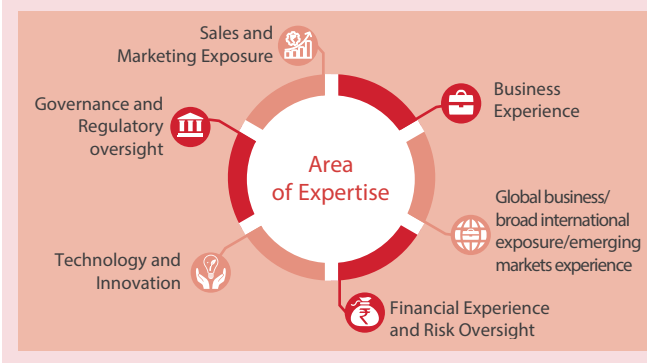 Sales and
Marketing Exposure
Business
Experience
Governance and
Regulatory
oversight
Area
of Expertise
Global business/
broad international
exposure/emerging
markets experience
Technology and
Innovation
Financial Experience
and Risk Oversight
₹